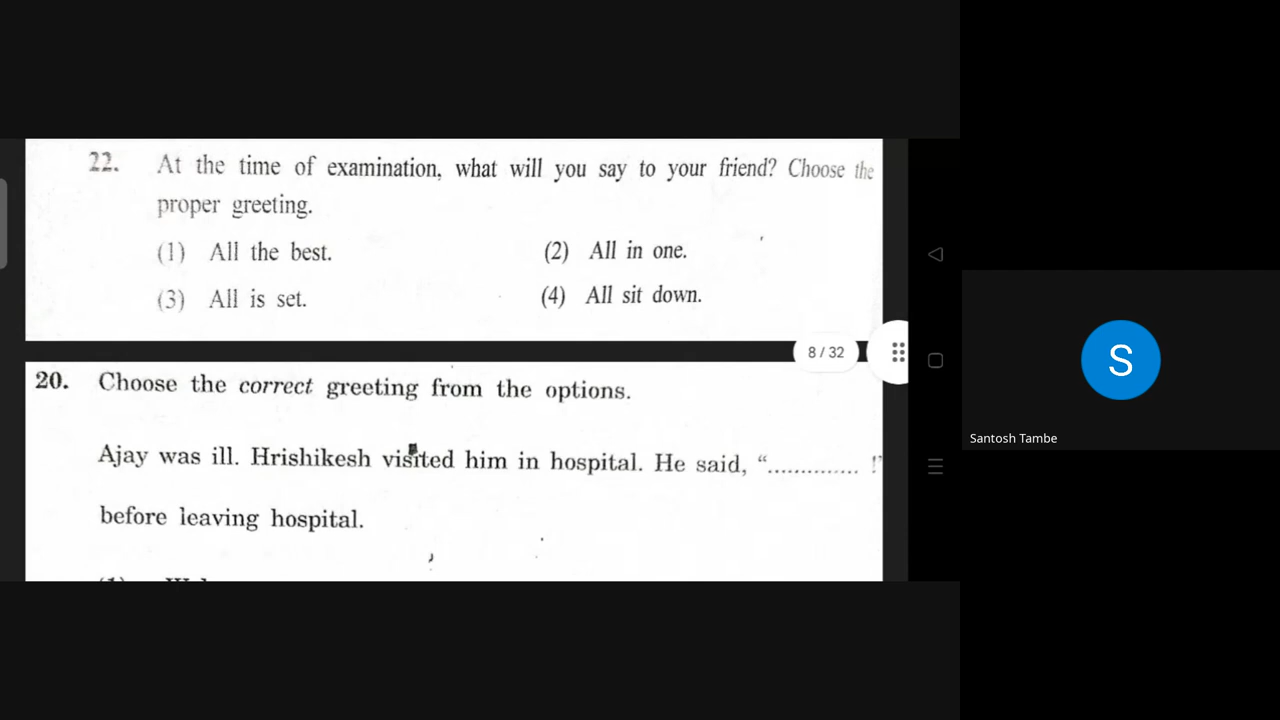 22. At the time of examination, what will you say to your friend? Choose the
proper greeting.
(1) All the best.
(2) All in one.
(3) All is set.
(4) All sit down.
8 / 32
20. Choose the correct greeting from the options.
Ajay was ill. Hrishikesh visited him in hospital. He said, “.............. !”
before leaving hospital.
S
Santosh Tambe